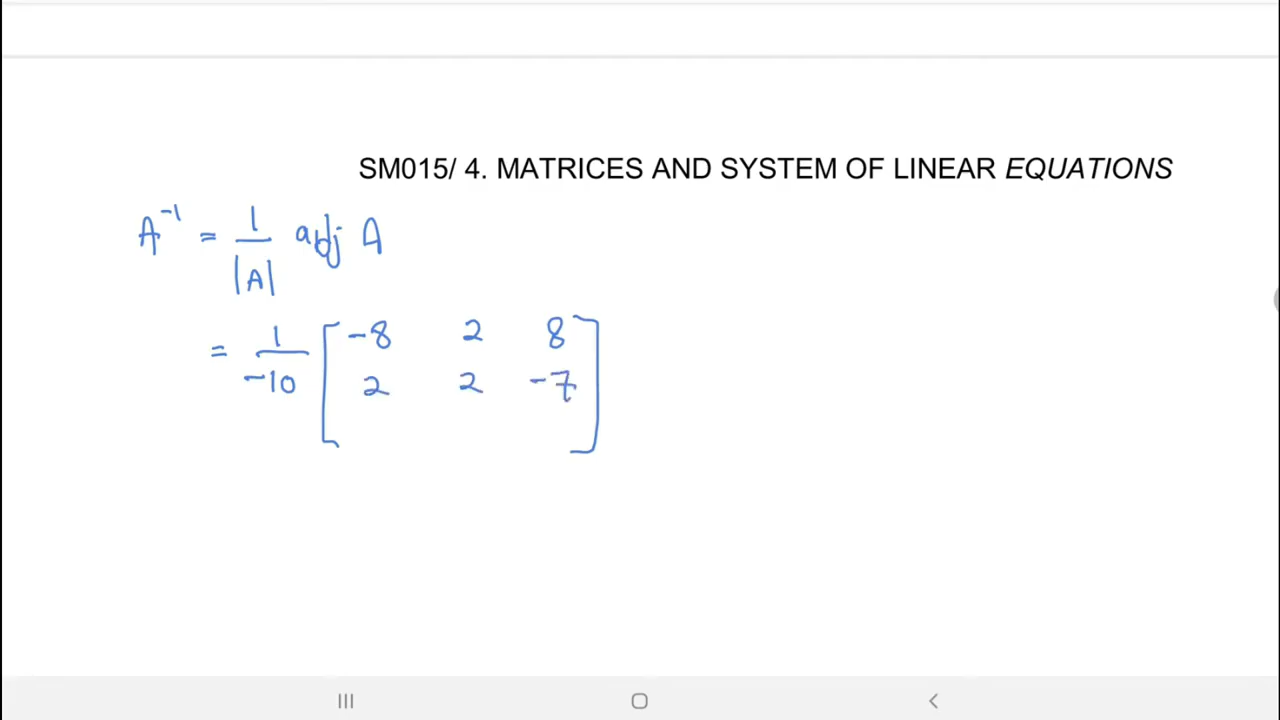 SM015/ 4. MATRICES AND SYSTEM OF LINEAR EQUATIONS
A⁻¹ = 1/|A| adj A
= 1/-10 [ -8 2 8
2 2 -7 ]